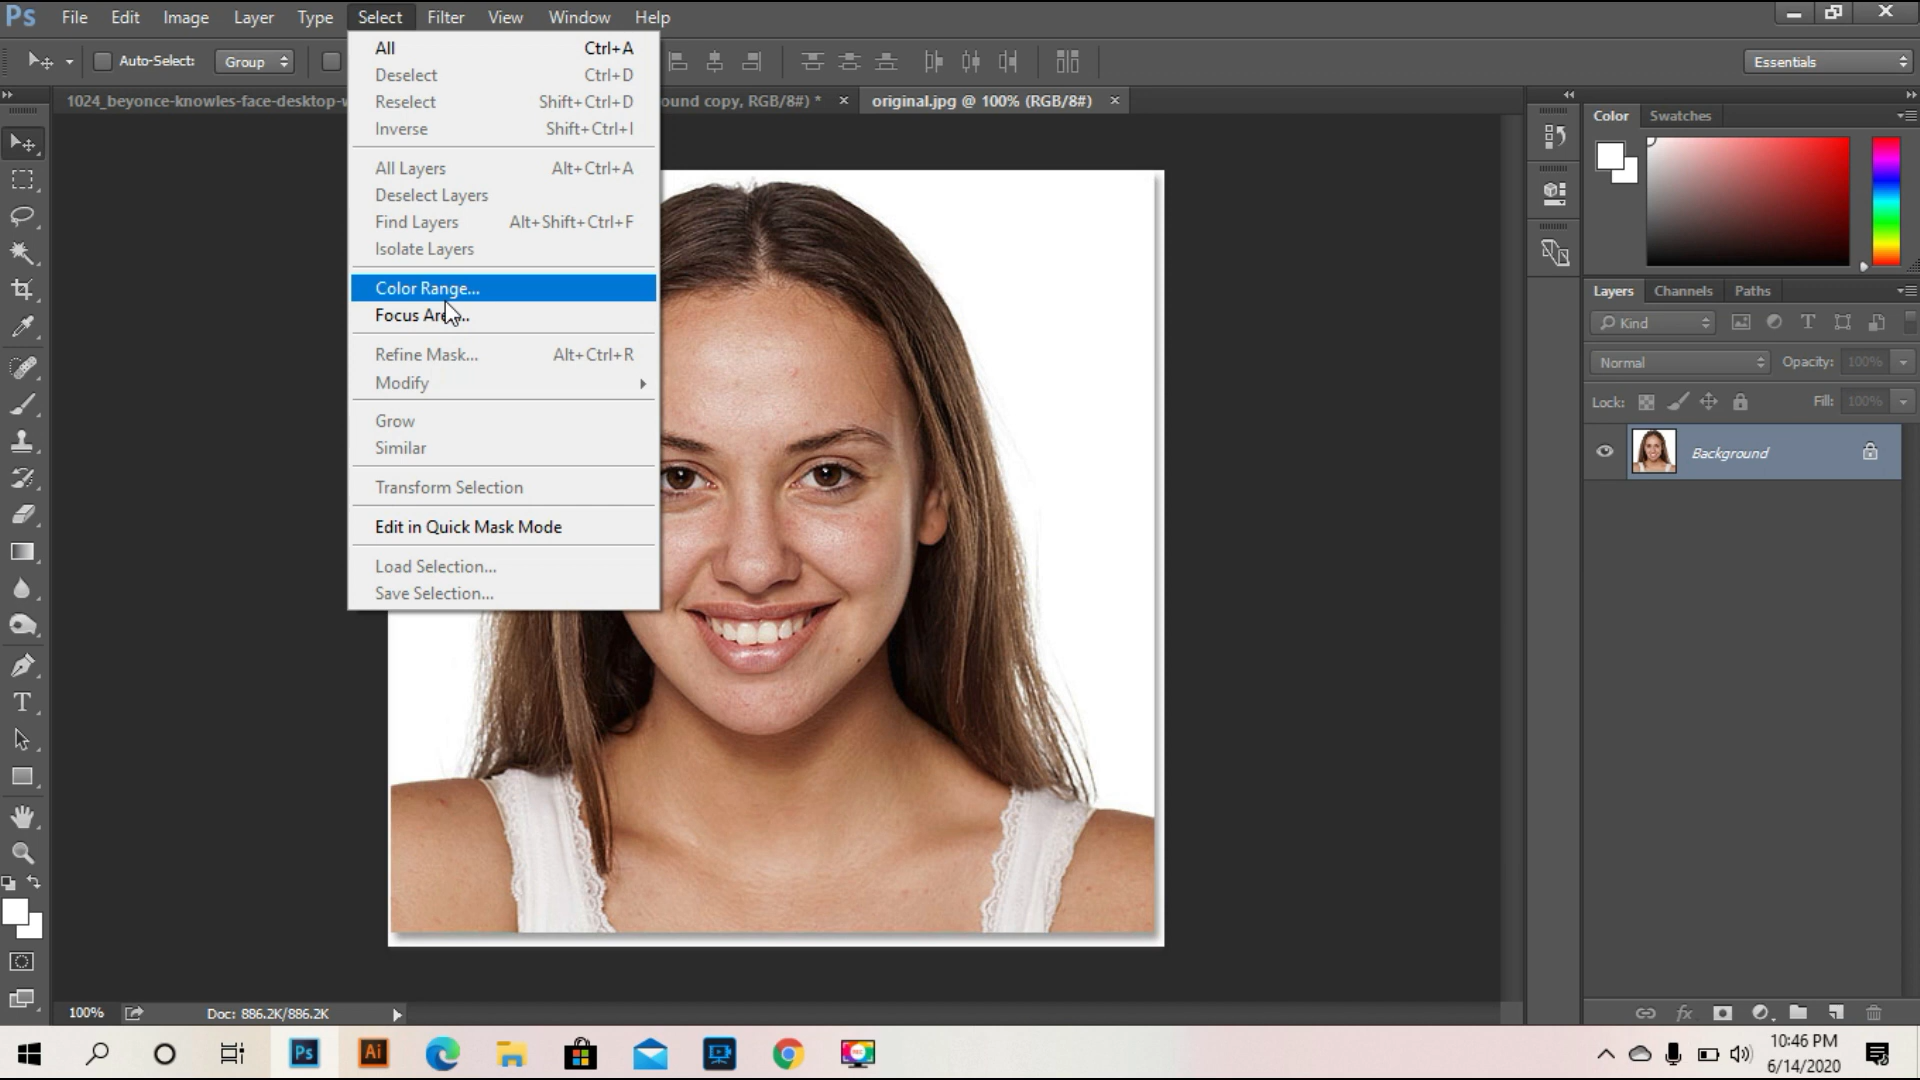 Ps File Edit Image Layer Type Select Filter View Window Help
Auto-Select: Group Essentials
1024_beyonce-knowles-face-desktop-w
ound copy, RGB/8#) * ×
original.jpg @ 100% (RGB/8#) ×
All Ctrl+A
Deselect Ctrl+D
Reselect Shift+Ctrl+D
Inverse Shift+Ctrl+I
All Layers Alt+Ctrl+A
Deselect Layers
Find Layers Alt+Shift+Ctrl+F
Isolate Layers
Color Range...
Focus Are...
Refine Mask... Alt+Ctrl+R
Modify
Grow
Similar
Transform Selection
Edit in Quick Mask Mode
Load Selection...
Save Selection...
Color Swatches
Layers Channels Paths
Kind
Normal Opacity: 100%
Lock: Fill: 100%
Background
100% Doc: 886.2K/886.2K
Ps Ai
10:46 PM
6/14/2020